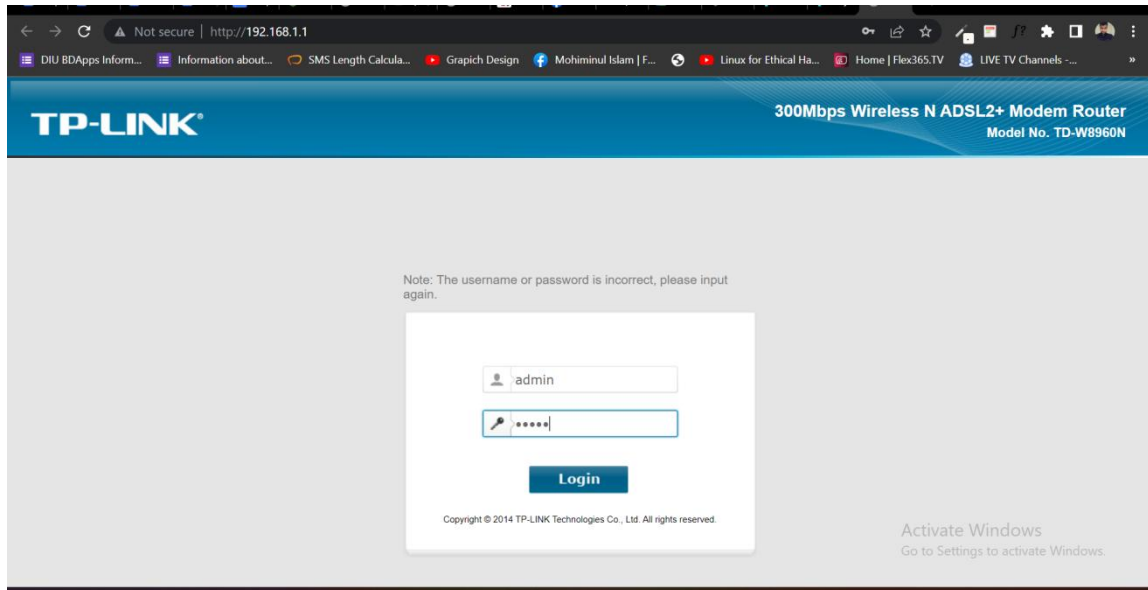 Not secure | http://192.168.1.1
DIU BDApps Inform... Information about... SMS Length Calcula... Grapich Design Mohiminul Islam | F... Linux for Ethical Ha... Home | Flex365.TV LIVE TV Channels -... »
TP-LINK®
300Mbps Wireless N ADSL2+ Modem Router
Model No. TD-W8960N
Note: The username or password is incorrect, please input
again.
admin
•••••
Login
Copyright © 2014 TP-LINK Technologies Co., Ltd. All rights reserved.
Activate Windows
Go to Settings to activate Windows.